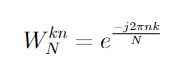 W_N^{kn} = e^{\frac{-j2\pi nk}{N}}